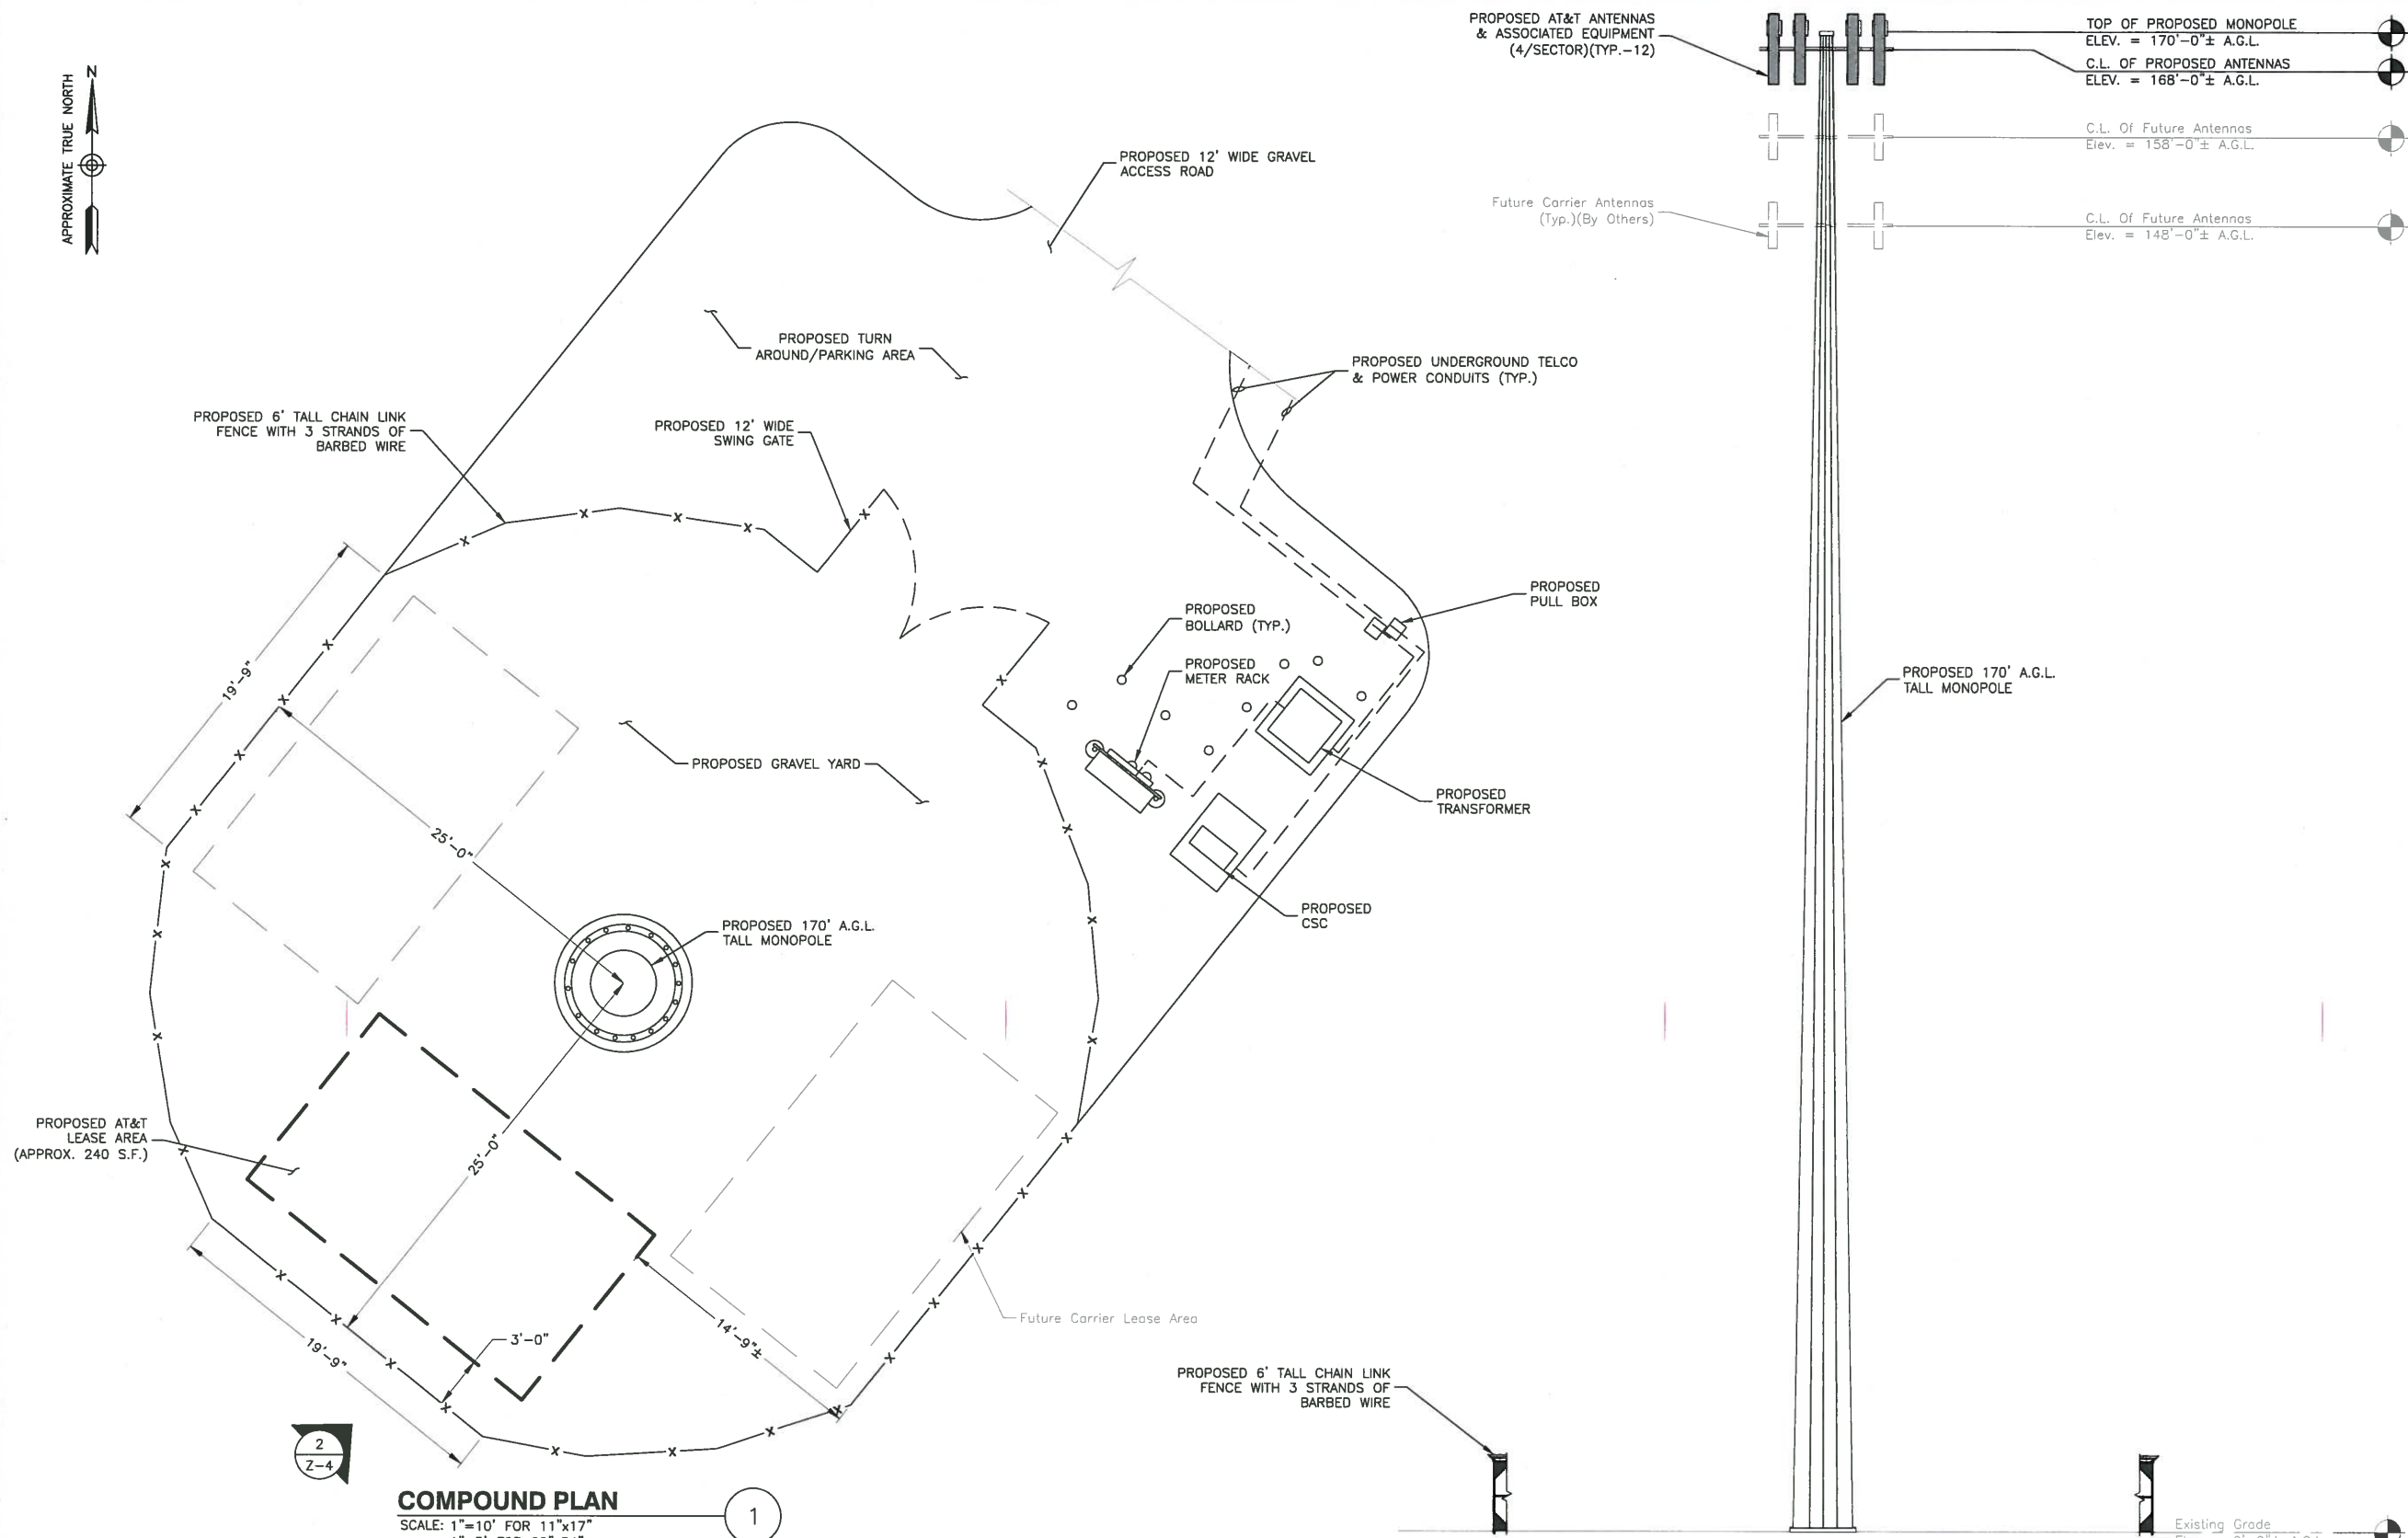 APPROXIMATE TRUE NORTH
N
PROPOSED 12' WIDE GRAVEL
ACCESS ROAD
PROPOSED TURN
AROUND/PARKING AREA
PROPOSED UNDERGROUND TELCO
& POWER CONDUITS (TYP.)
PROPOSED 6' TALL CHAIN LINK
FENCE WITH 3 STRANDS OF
BARBED WIRE
PROPOSED 12' WIDE
SWING GATE
PROPOSED
PULL BOX
PROPOSED
BOLLARD (TYP.)
PROPOSED
METER RACK
19'-9"
PROPOSED GRAVEL YARD
PROPOSED
TRANSFORMER
25'-0"
PROPOSED
CSC
PROPOSED 170' A.G.L.
TALL MONOPOLE
PROPOSED AT&T
LEASE AREA
(APPROX. 240 S.F.)
25'-0"
Future Carrier Lease Area
14'-9"±
3'-0"
19'-9"
2
Z-4
COMPOUND PLAN
SCALE: 1"=10' FOR 11"x17"
1
PROPOSED AT&T ANTENNAS
& ASSOCIATED EQUIPMENT
(4/SECTOR)(TYP.-12)
TOP OF PROPOSED MONOPOLE
ELEV. = 170'-0"± A.G.L.
C.L. OF PROPOSED ANTENNAS
ELEV. = 168'-0"± A.G.L.
C.L. Of Future Antennas
Elev. = 158'-0"± A.G.L.
Future Carrier Antennas
(Typ.)(By Others)
C.L. Of Future Antennas
Elev. = 148'-0"± A.G.L.
PROPOSED 170' A.G.L.
TALL MONOPOLE
PROPOSED 6' TALL CHAIN LINK
FENCE WITH 3 STRANDS OF
BARBED WIRE
Existing Grade